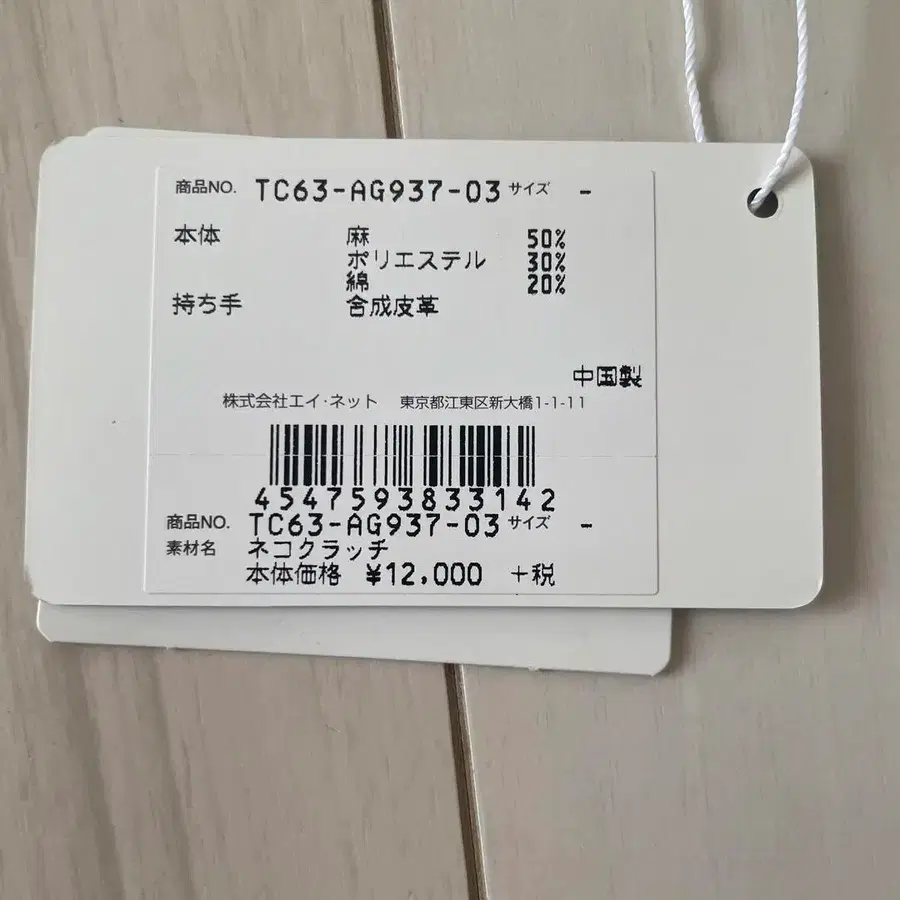 商品NO. TC63-AG937-03 サイズ -
本体 麻 50%
ポリエステル 30%
綿 20%
持ち手 合成皮革
中国製
株式会社エイ・ネット 東京都江東区新大橋1-1-11
4547593833142
商品NO. TC63-AG937-03 サイズ -
素材名 ネコクラッチ
本体価格 ¥12,000 +税